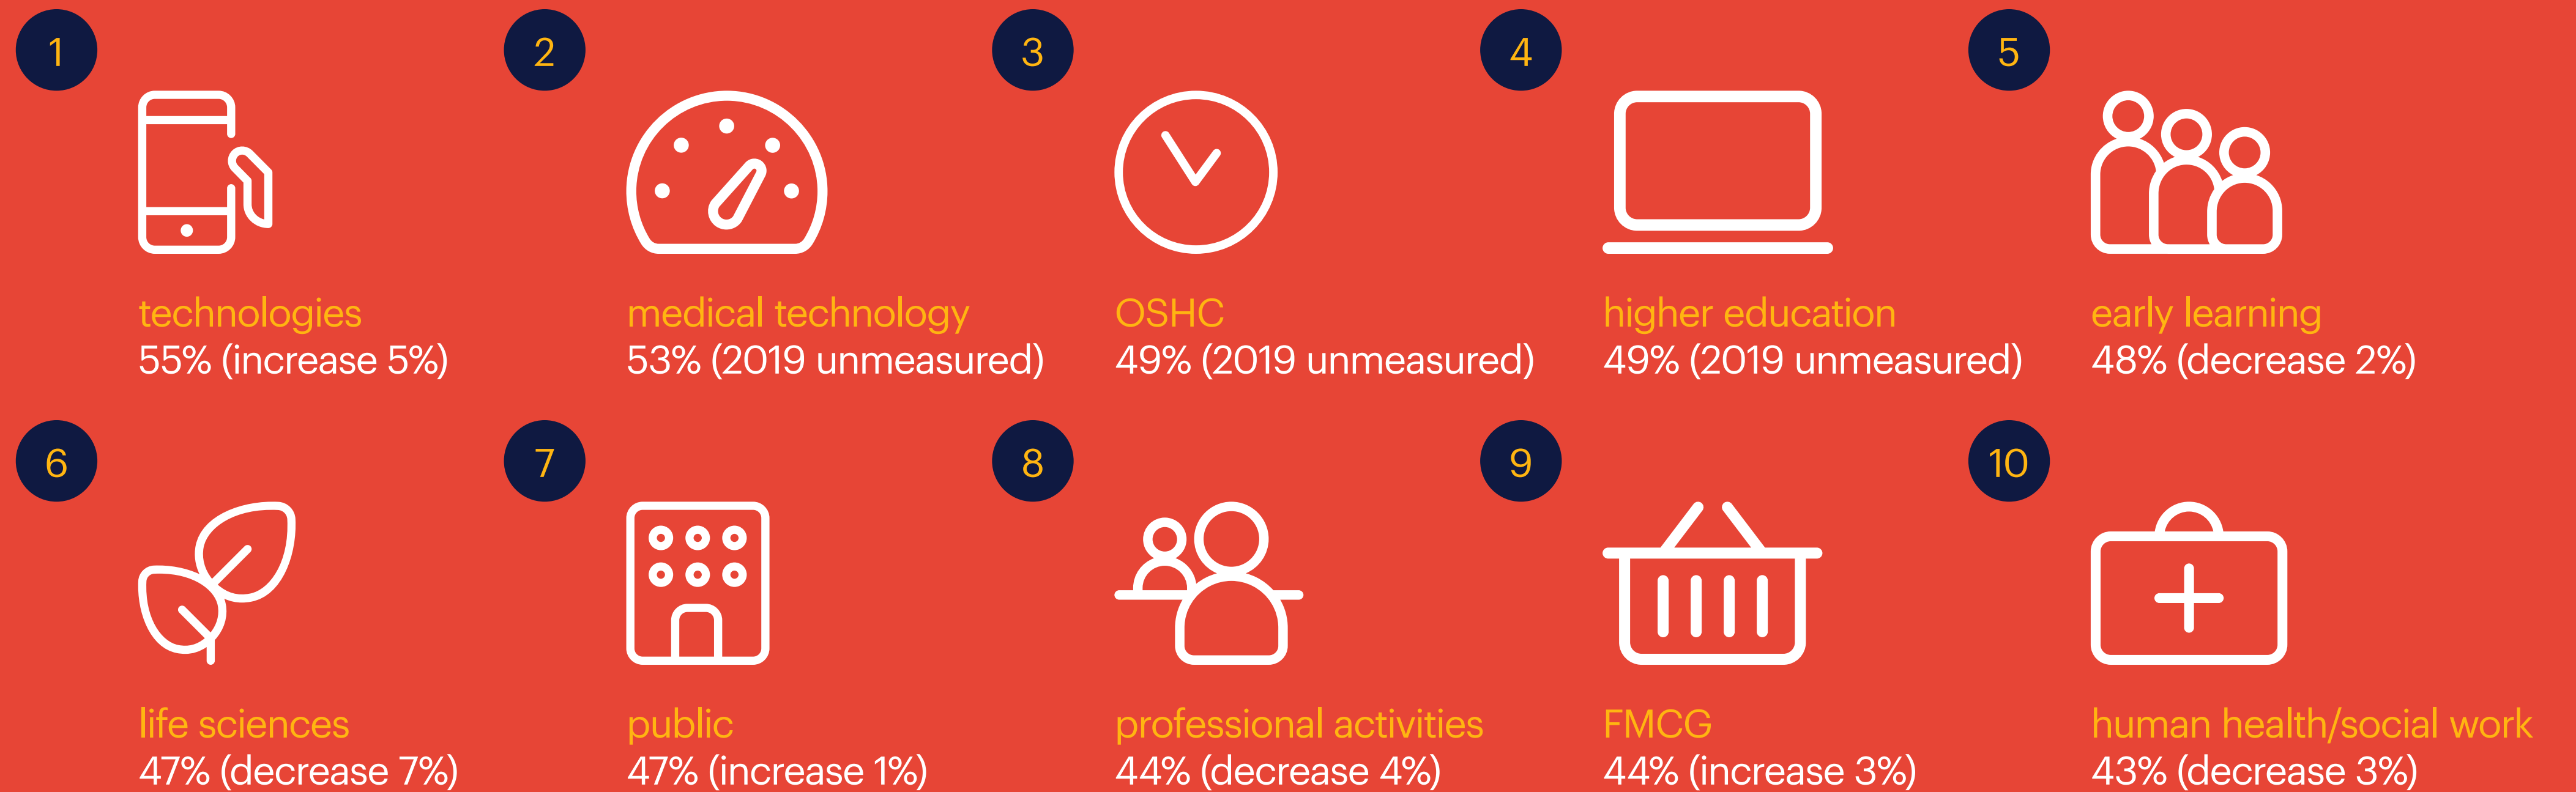 1
technologies
55% (increase 5%)
2
medical technology
53% (2019 unmeasured)
3
OSHC
49% (2019 unmeasured)
4
higher education
49% (2019 unmeasured)
5
early learning
48% (decrease 2%)
6
life sciences
47% (decrease 7%)
7
public
47% (increase 1%)
8
professional activities
44% (decrease 4%)
9
FMCG
44% (increase 3%)
10
human health/social work
43% (decrease 3%)